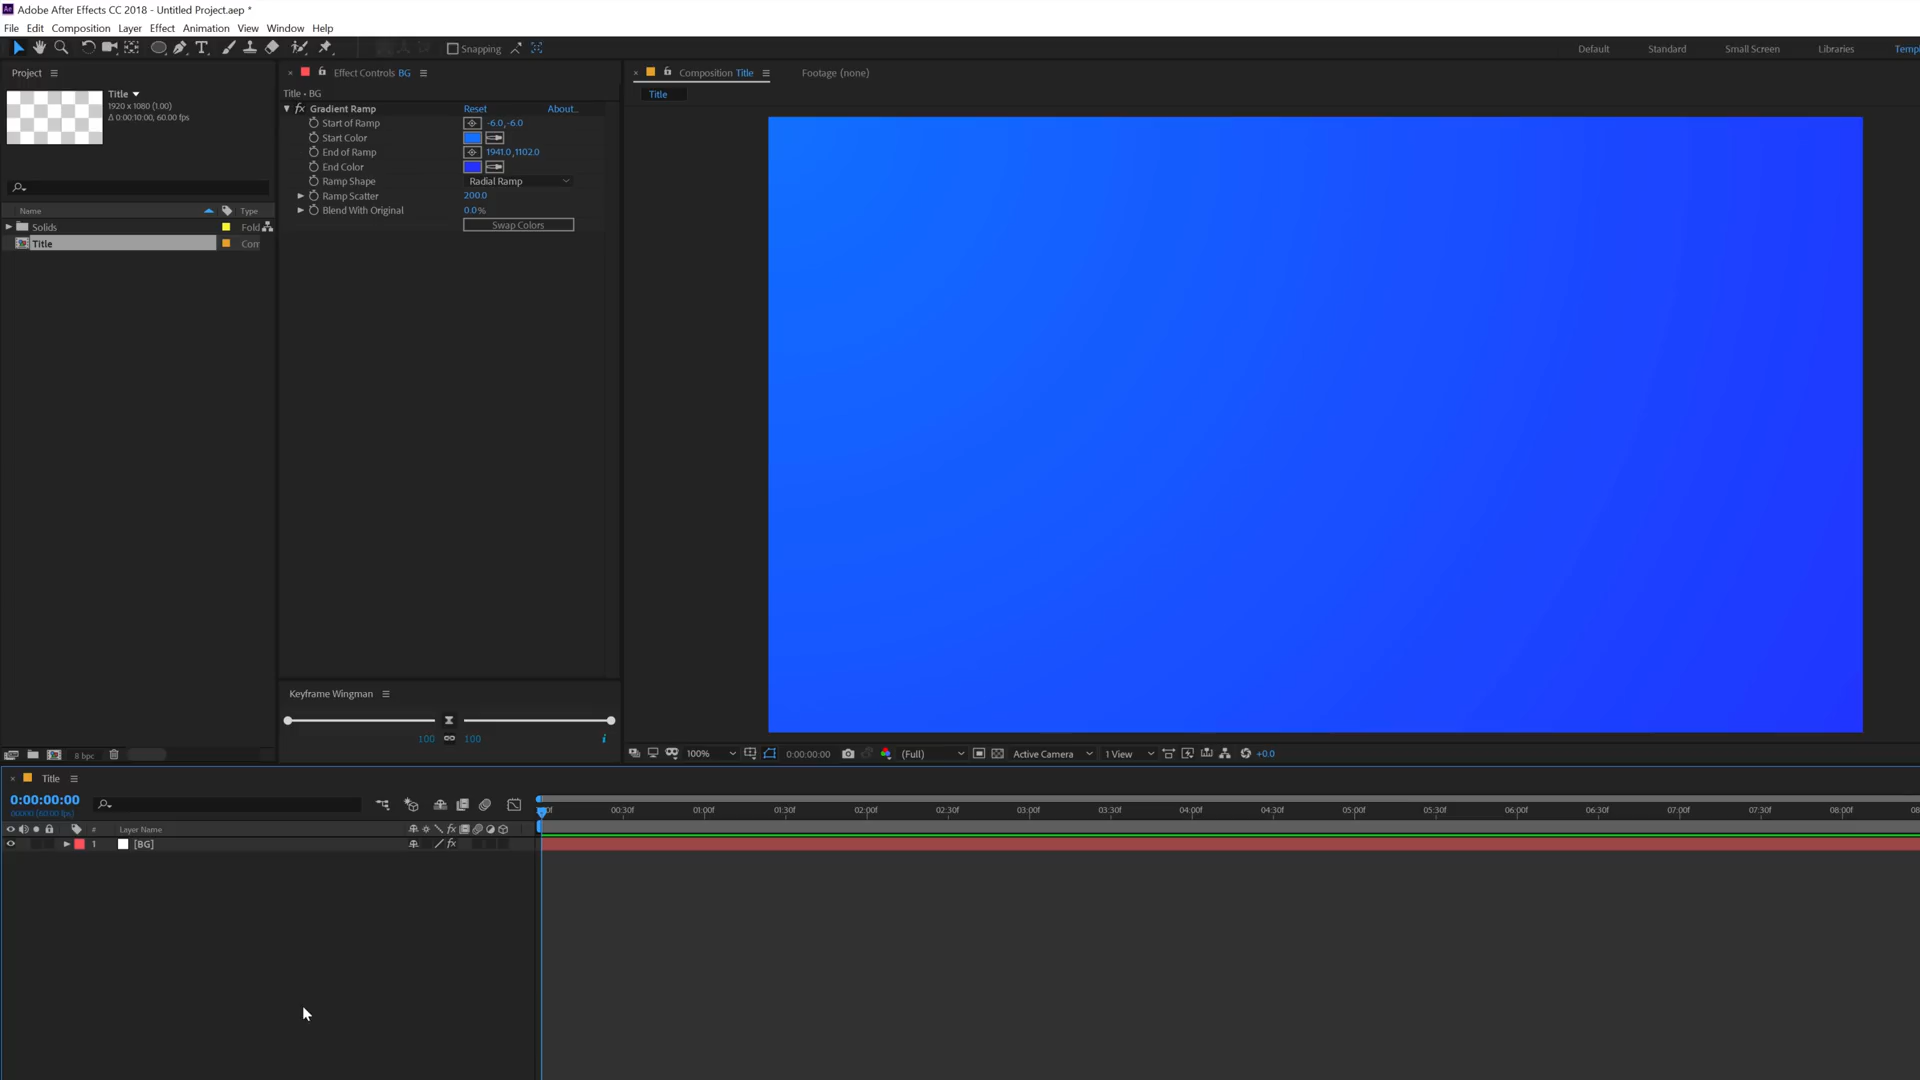 Adobe After Effects CC 2018 - Untitled Project.aep *
File Edit Composition Layer Effect Animation View Window Help
Snapping
Default Standard Small Screen Libraries Templ
Project
Effect Controls BG
Composition Title
Footage (none)
Title
1920 x 1080 (1.00)
Δ 0:00:10:00, 60.00 fps
Title • BG
Title
fx Gradient Ramp Reset About...
Start of Ramp -6.0,-6.0
Start Color
End of Ramp 1941.0,1102.0
End Color
Ramp Shape Radial Ramp
Ramp Scatter 200.0
Blend With Original 0.0%
Swap Colors
Name Type
Solids Fold
Title Com
Keyframe Wingman
100 100 i
8 bpc
100% 0:00:00:00 (Full) Active Camera 1 View +0.0
Title
0:00:00:00
00:30f 01:00f 01:30f 02:00f 02:30f 03:00f 03:30f 04:00f 04:30f 05:00f 05:30f 06:00f 06:30f 07:00f 07:30f 08:00f
# Layer Name fx
1 [BG] fx